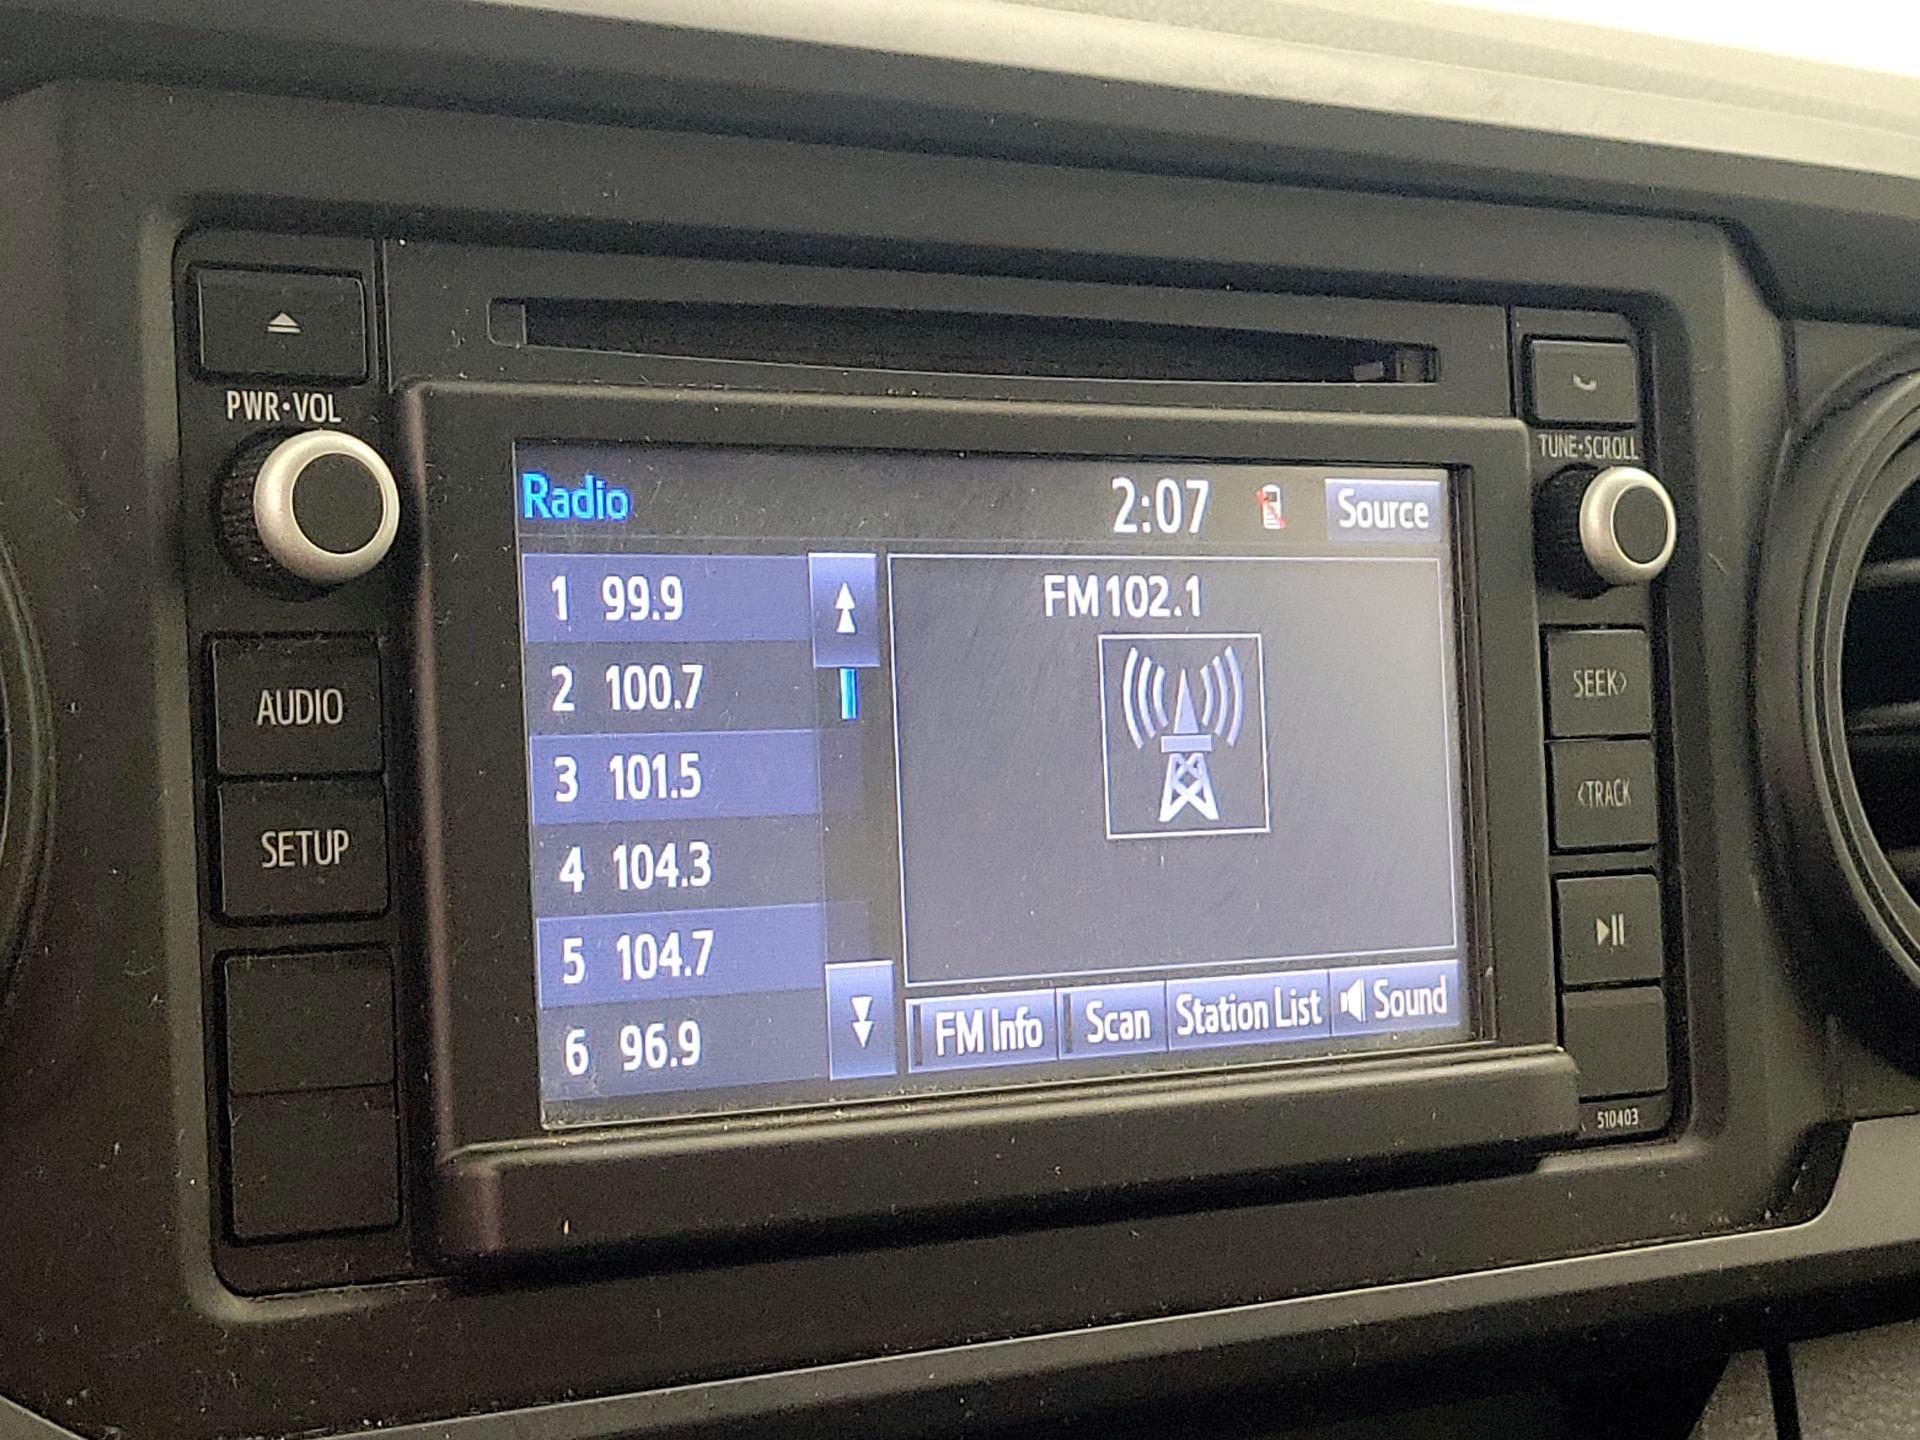 PWR•VOL
AUDIO
SETUP
Radio
2:07
Source
1 99.9
2 100.7
3 101.5
4 104.3
5 104.7
6 96.9
FM 102.1
FM Info
Scan
Station List
Sound
TUNE•SCROLL
SEEK>
<TRACK
510403